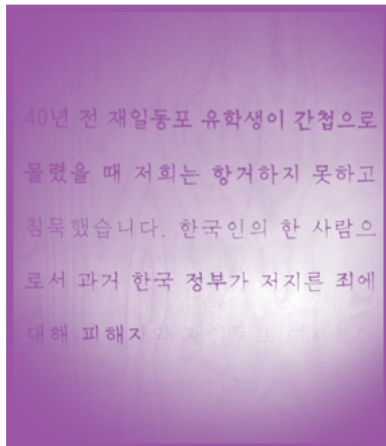 40년 전 재일동포 유학생이 간첩으로
몰렸을 때 저희는 항거하지 못하고
침묵했습니다. 한국인의 한 사람으
로서 과거 한국 정부가 저지른 죄에
대해 피해자와